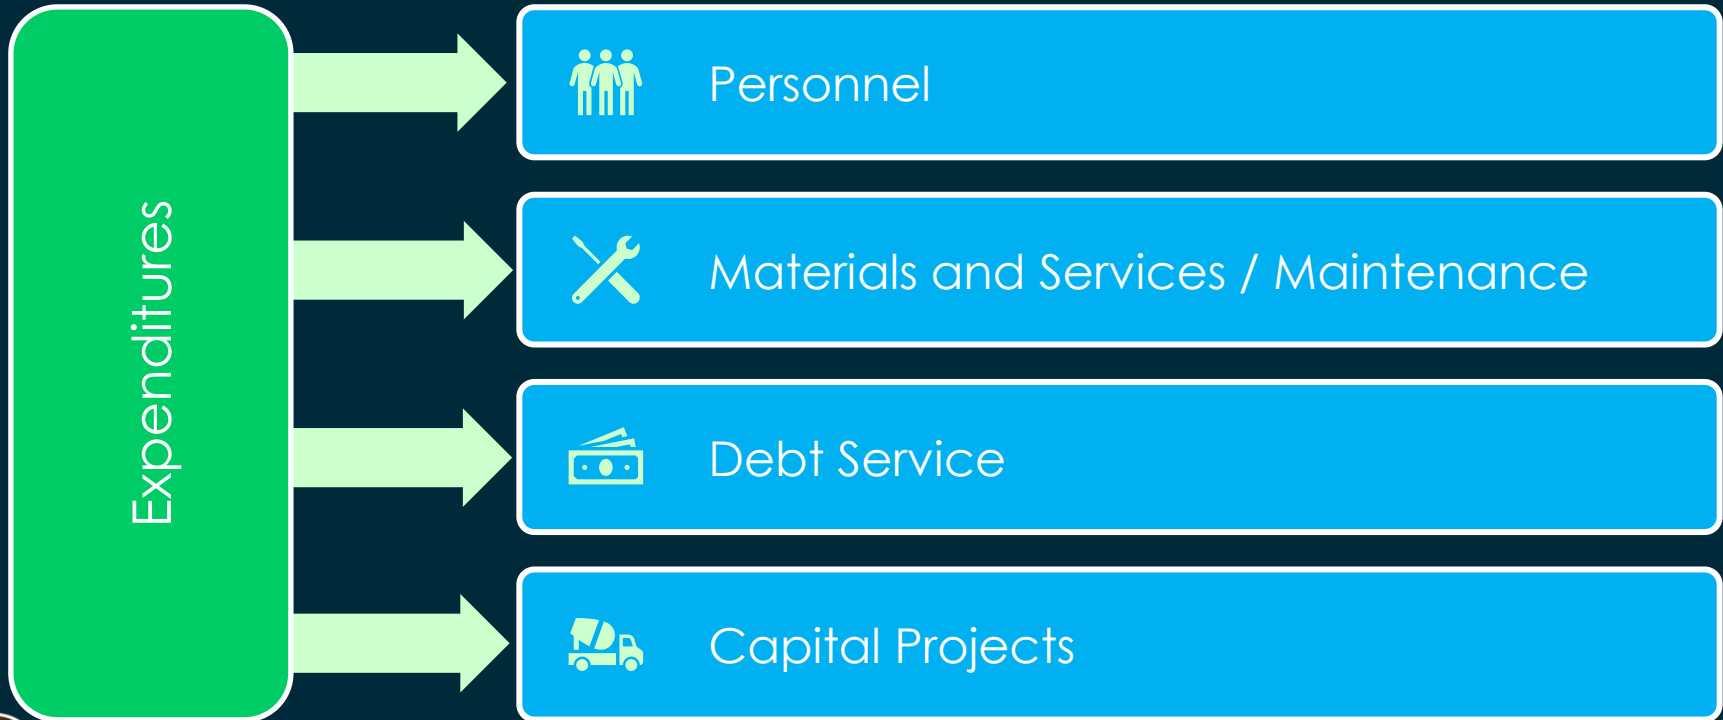 Expenditures
Personnel
Materials and Services / Maintenance
Debt Service
Capital Projects